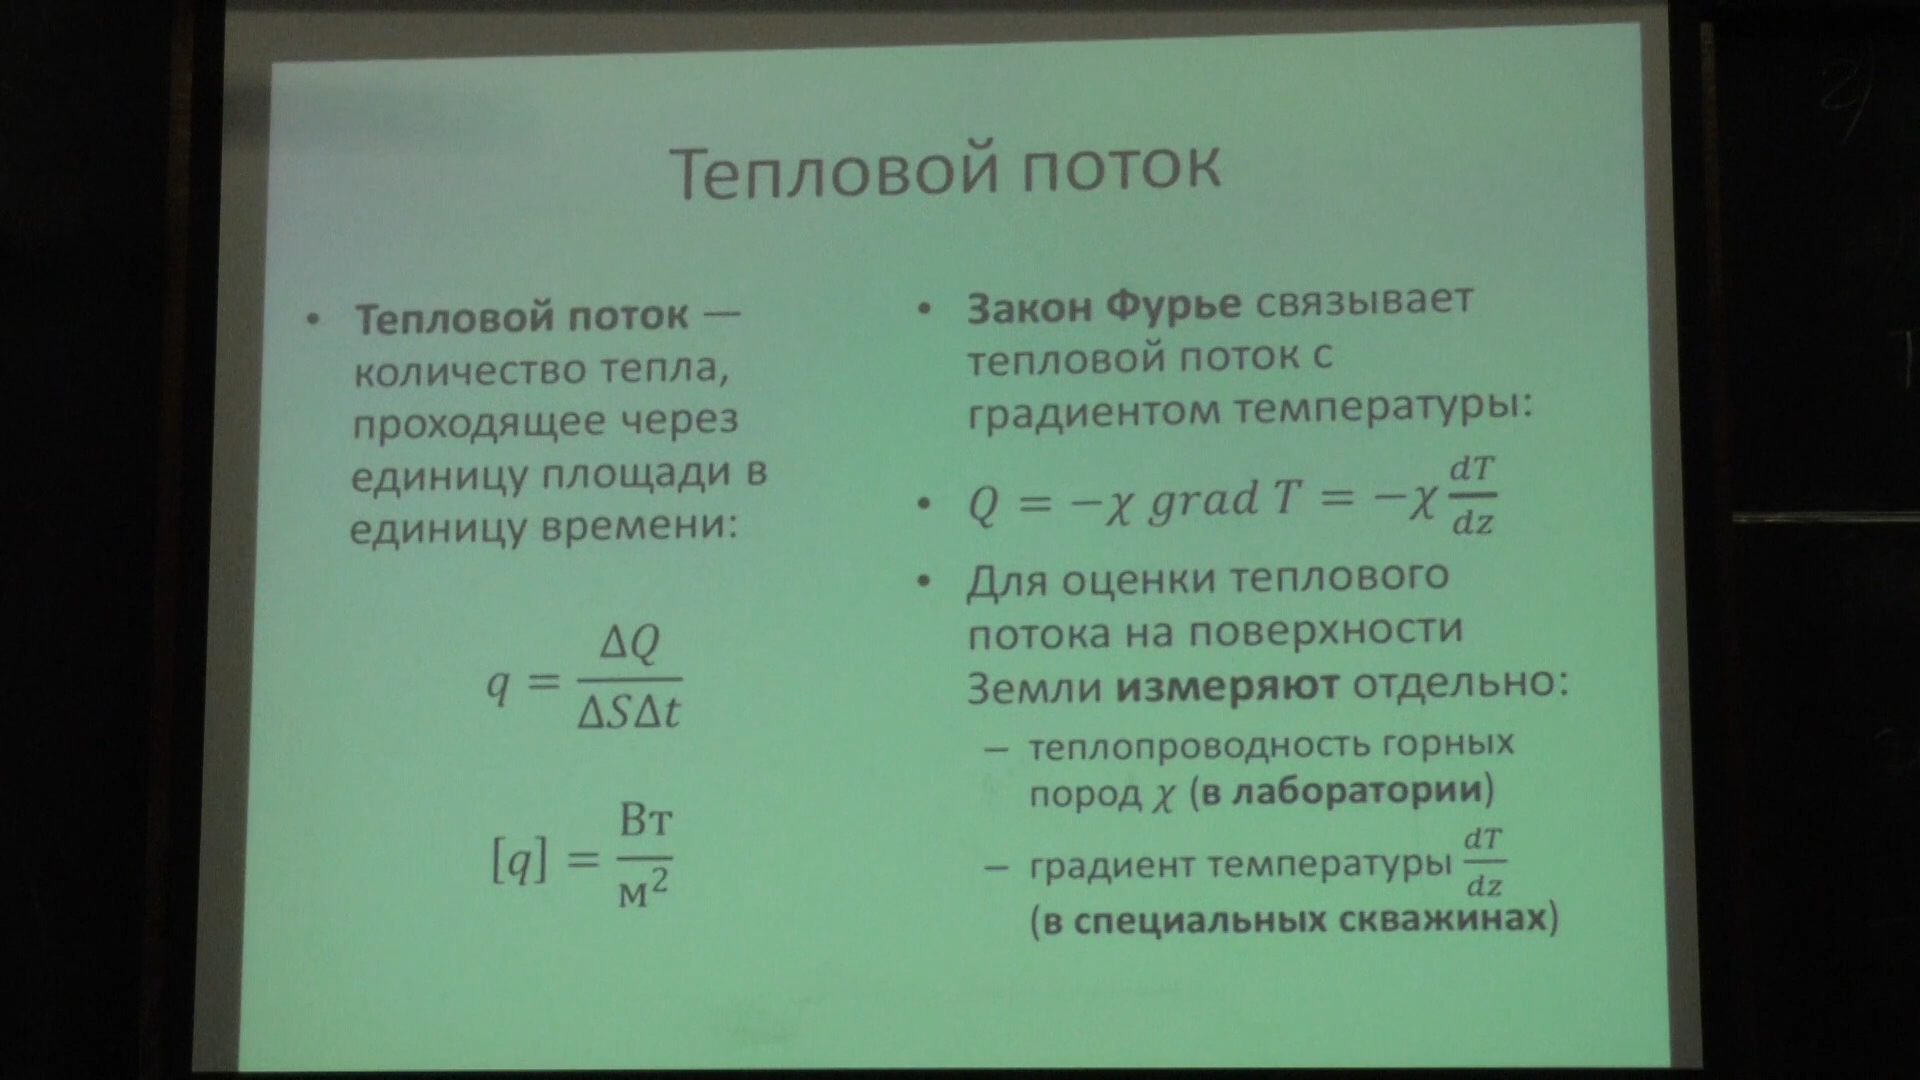 Тепловой поток
• Тепловой поток —
количество тепла,
проходящее через
единицу площади в
единицу времени:
q = ΔQ / ΔSΔt
[q] = Вт / м²
• Закон Фурье связывает
тепловой поток с
градиентом температуры:
• Q = −χ grad T = −χ dT/dz
• Для оценки теплового
потока на поверхности
Земли измеряют отдельно:
– теплопроводность горных
пород χ (в лаборатории)
– градиент температуры dT/dz
(в специальных скважинах)